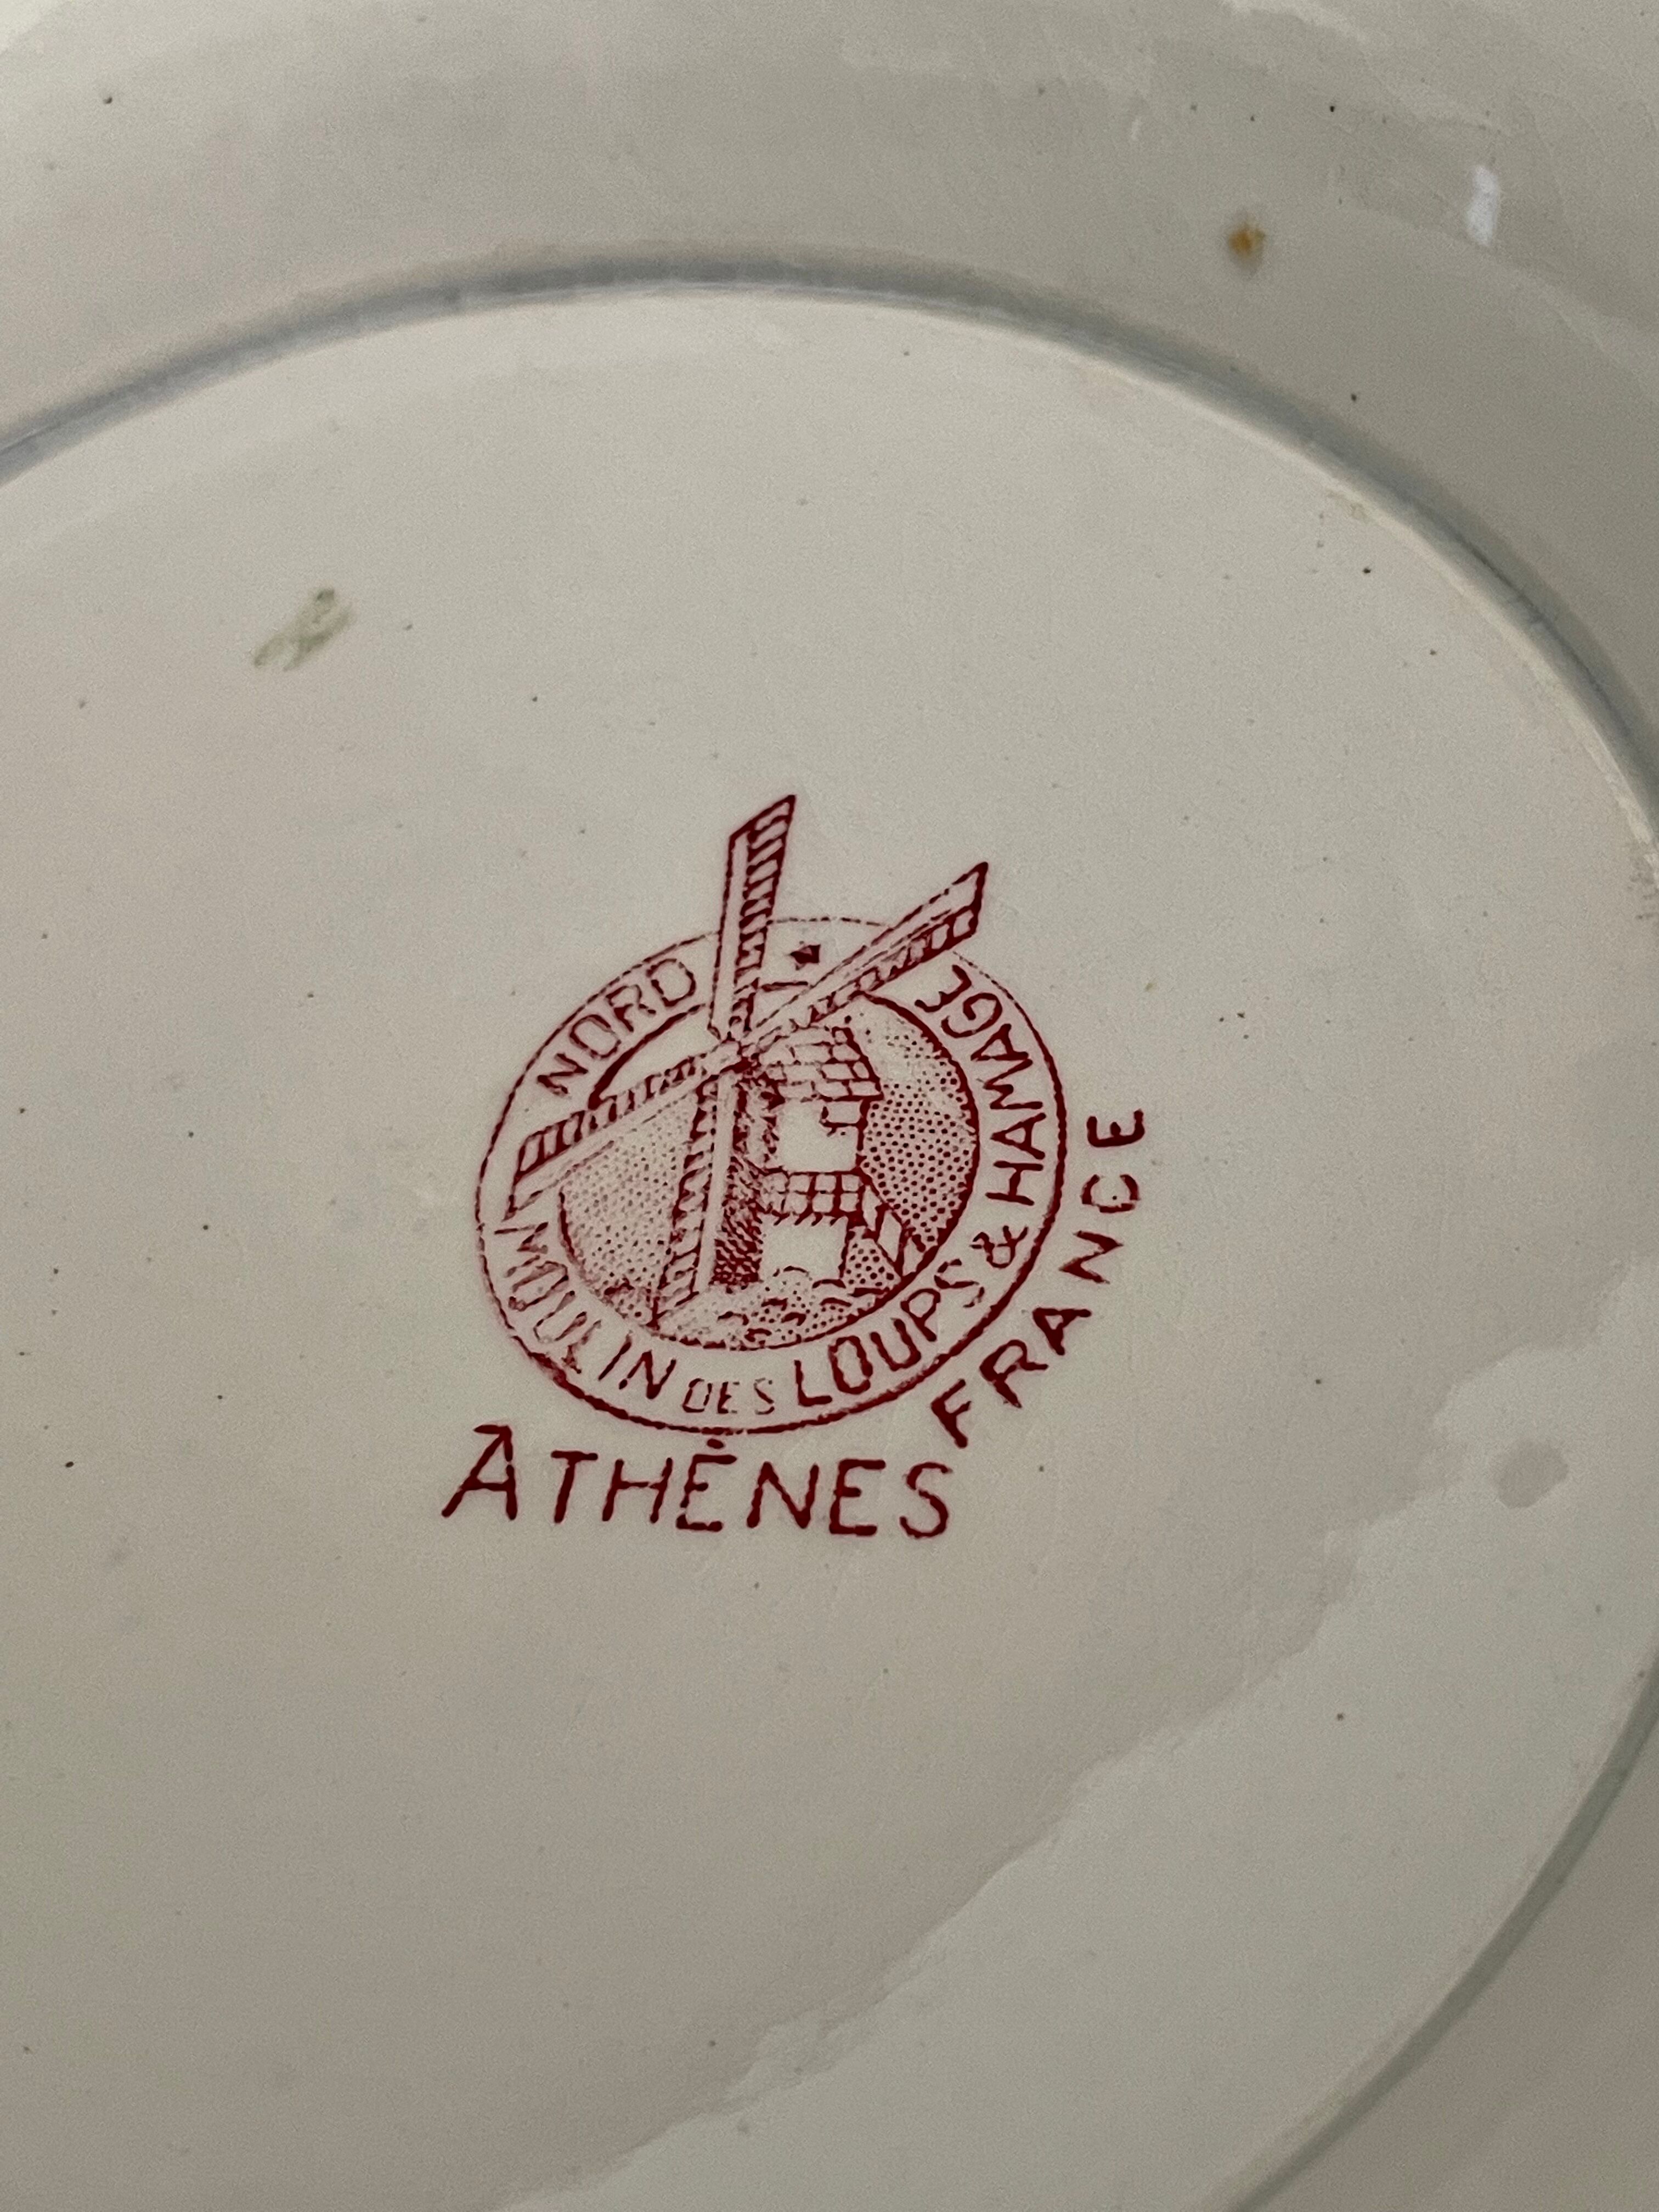 NORD ★ MOULIN DES LOUPS & HAMAGE
FRANCE
ATHÈNES